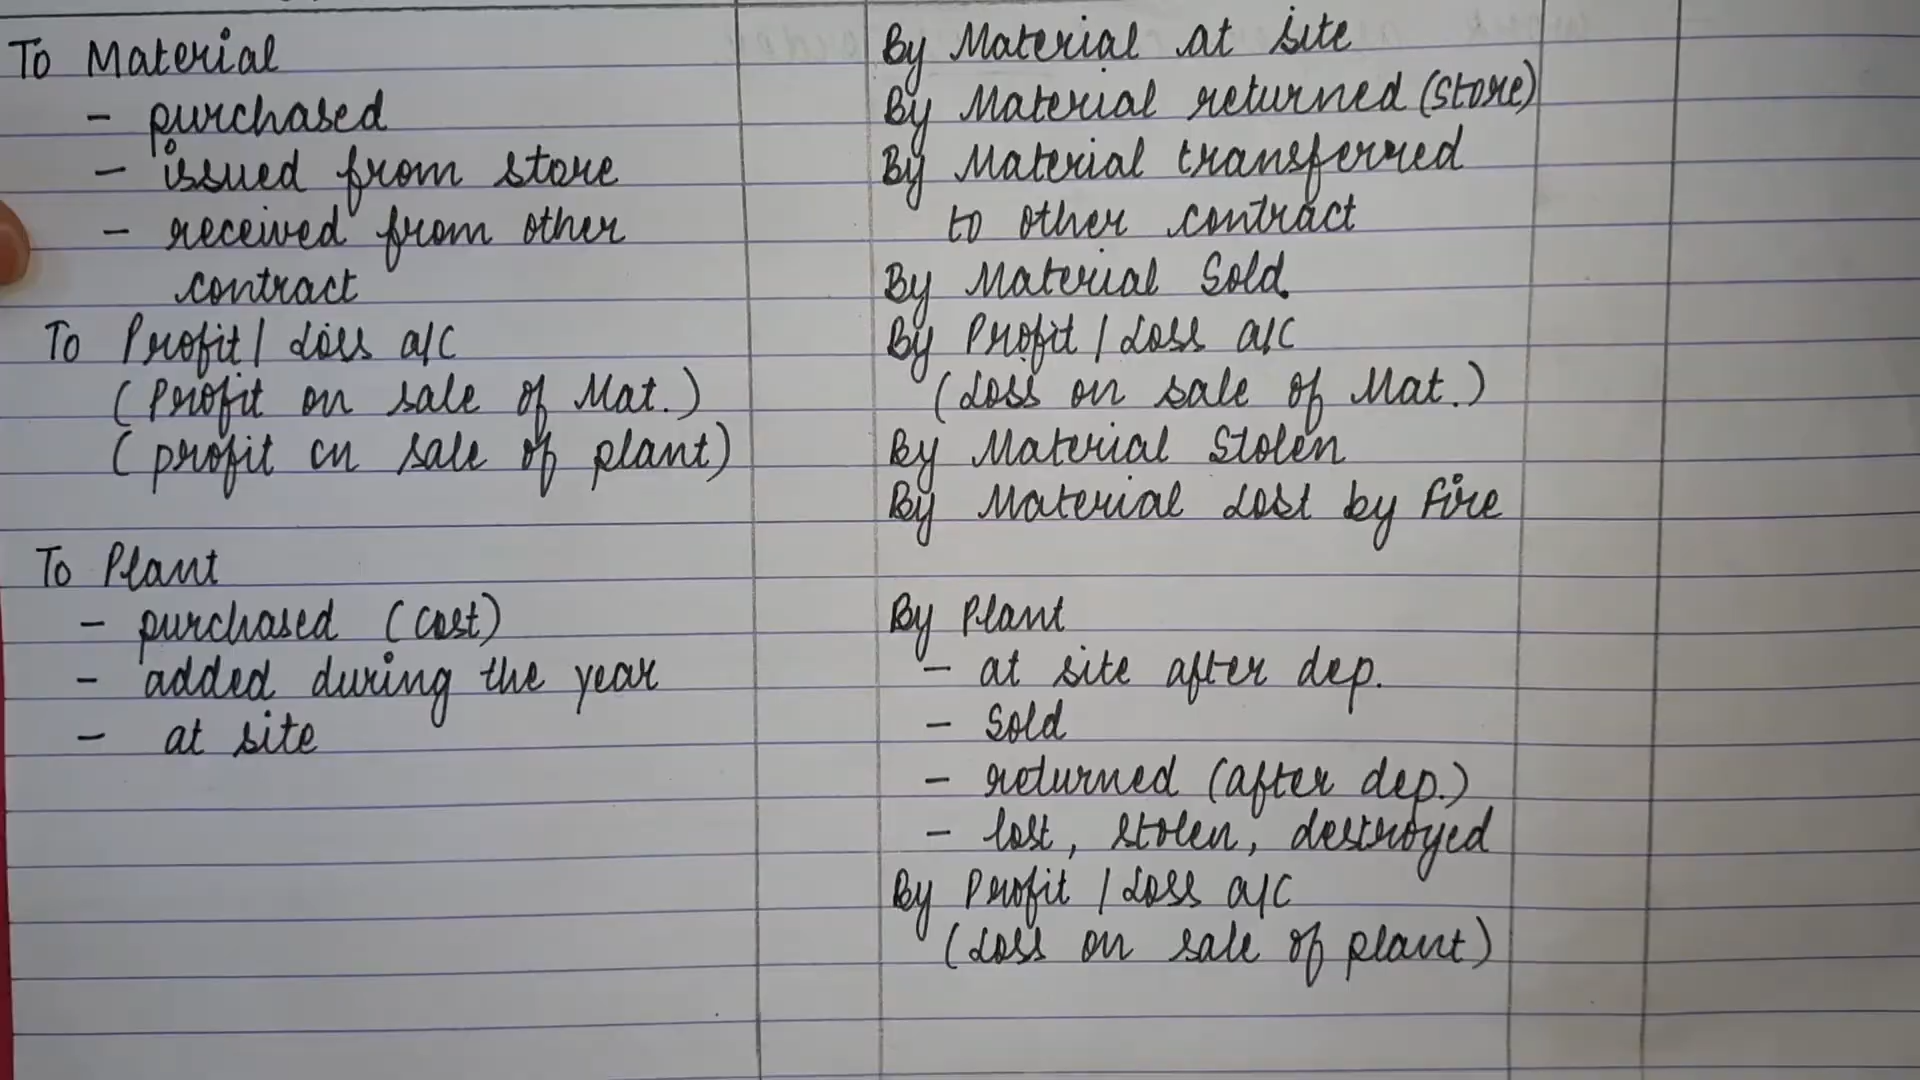 To Material
- purchased
- issued from store
- received from other
contract
To Profit / Loss a/c
(Profit on sale of Mat.)
(profit on sale of plant)
To Plant
- purchased (cost)
- added during the year
- at site
By Material at site
By Material returned (store)
By Material transferred
to other contract
By Material Sold.
By Profit / Loss a/c
(Loss on sale of Mat.)
By Material Stolen
By Material Lost by fire
By Plant
- at site after dep.
- Sold
- returned (after dep.)
- lost, stolen, destroyed
By Profit / Loss a/c
(Loss on sale of plant)